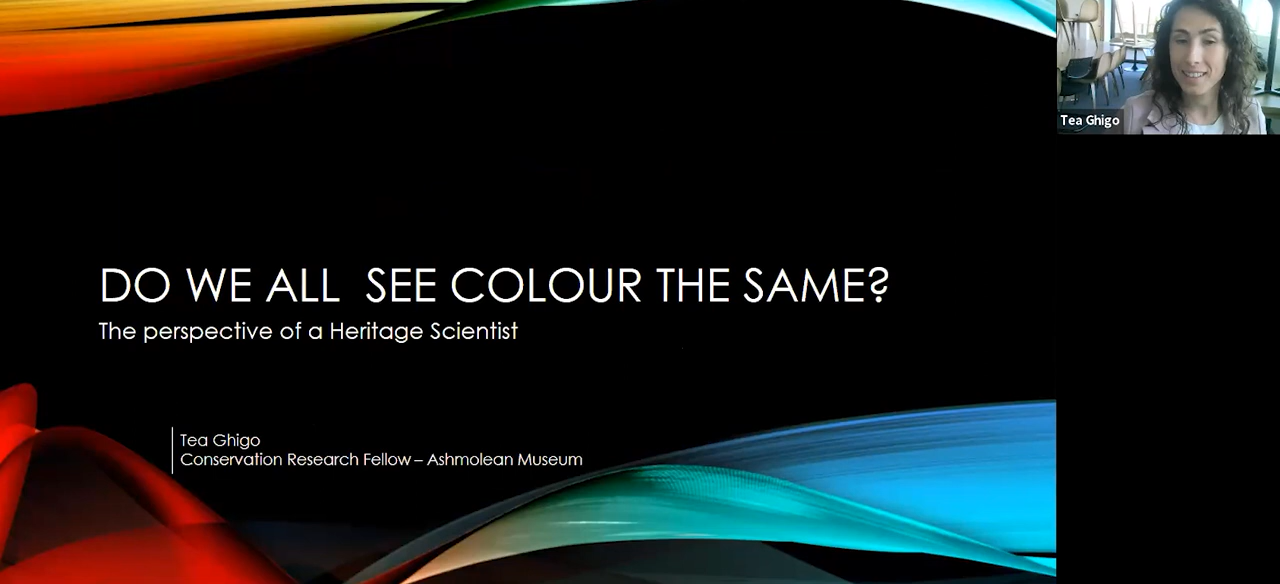 DO WE ALL  SEE COLOUR THE SAME?
The perspective of a Heritage Scientist
Tea Ghigo
Conservation Research Fellow – Ashmolean Museum
Tea Ghigo